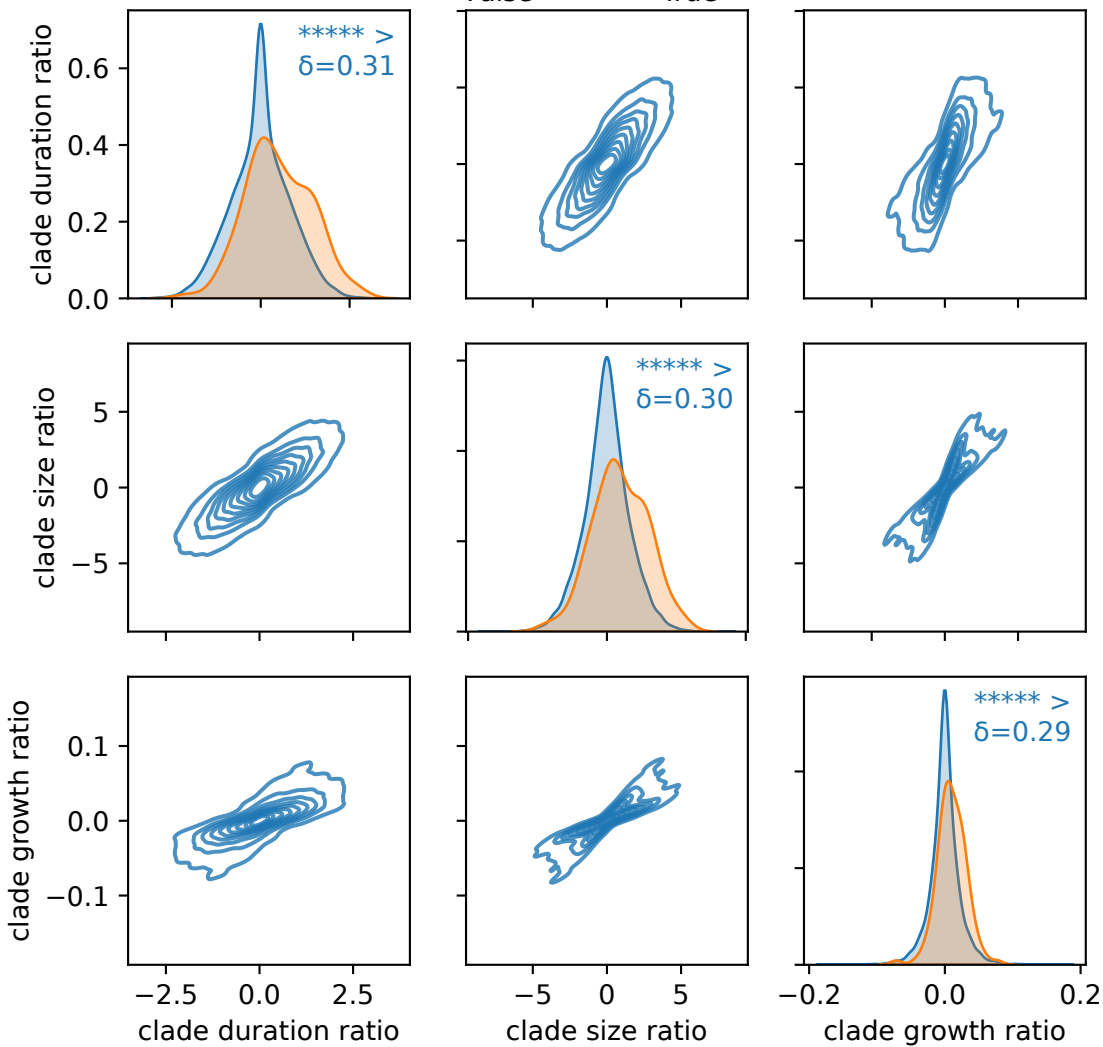 ***** >
δ=0.31
clade duration ratio
0.6
0.4
0.2
0.0
***** >
δ=0.30
clade size ratio
5
0
−5
***** >
δ=0.29
clade growth ratio
0.1
0.0
−0.1
−2.5 0.0 2.5
−5 0 5
−0.2 0.0 0.2
clade duration ratio
clade size ratio
clade growth ratio